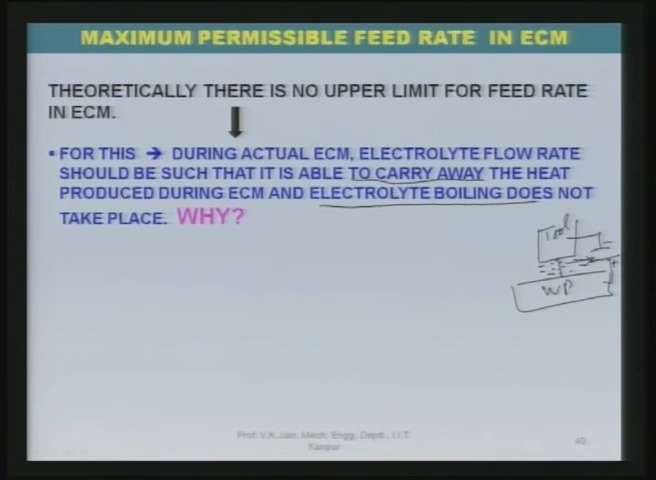 MAXIMUM PERMISSIBLE FEED RATE IN ECM
THEORETICALLY THERE IS NO UPPER LIMIT FOR FEED RATE
IN ECM.
▪ FOR THIS → DURING ACTUAL ECM, ELECTROLYTE FLOW RATE
SHOULD BE SUCH THAT IT IS ABLE TO CARRY AWAY THE HEAT
PRODUCED DURING ECM AND ELECTROLYTE BOILING DOES NOT
TAKE PLACE. WHY?
Tool
WP
Prof. V.K.Jain, Mech. Engg. Deptt., I.I.T.
Kanpur
40